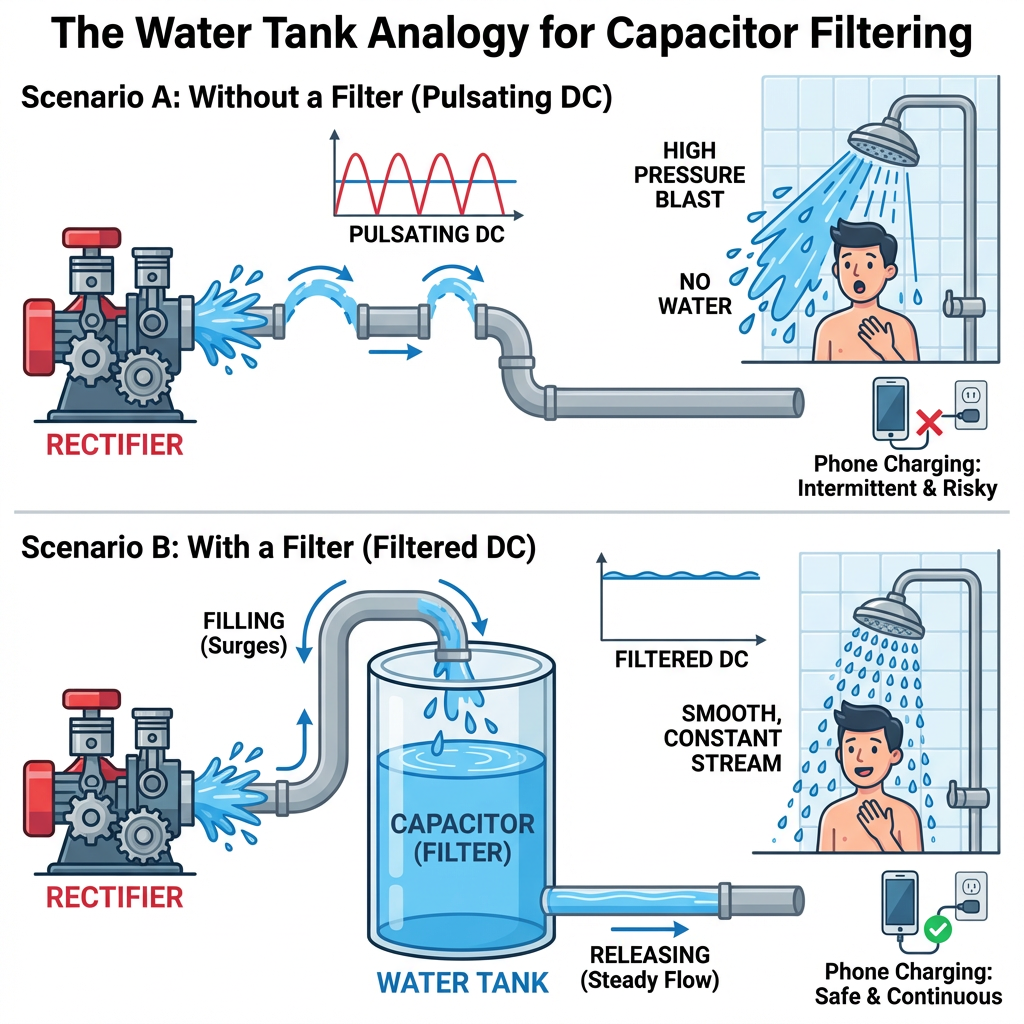 The Water Tank Analogy for Capacitor Filtering
Scenario A: Without a Filter (Pulsating DC)
PULSATING DC
HIGH
PRESSURE
BLAST
NO
WATER
RECTIFIER
Phone Charging:
Intermittent & Risky
Scenario B: With a Filter (Filtered DC)
FILLING
(Surges)
FILTERED DC
SMOOTH,
CONSTANT
STREAM
CAPACITOR
(FILTER)
RECTIFIER
WATER TANK
RELEASING
(Steady Flow)
Phone Charging:
Safe & Continuous